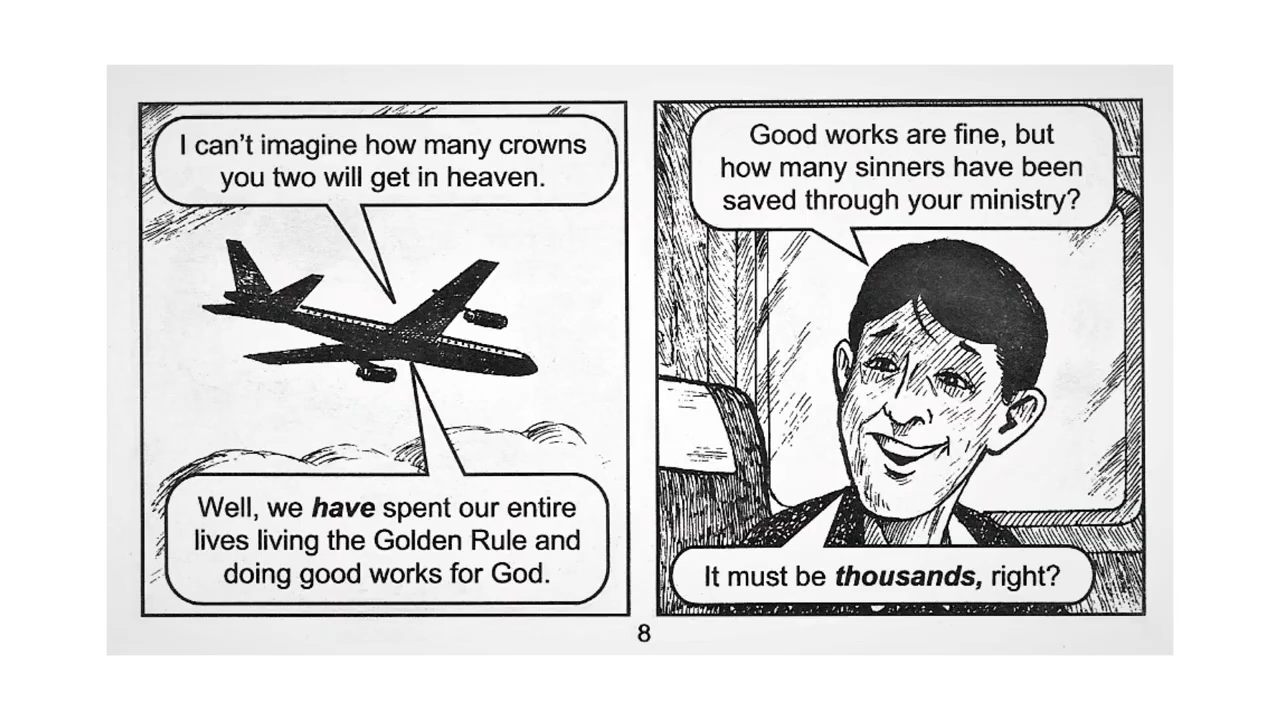 I can't imagine how many crowns
you two will get in heaven.
Well, we have spent our entire
lives living the Golden Rule and
doing good works for God.
Good works are fine, but
how many sinners have been
saved through your ministry?
It must be thousands, right?
8